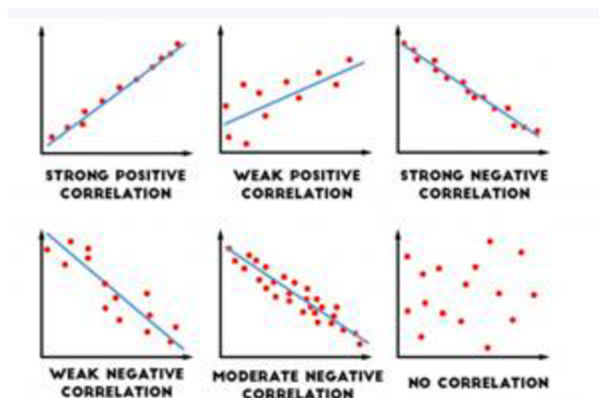 STRONG POSITIVE
CORRELATION
WEAK POSITIVE
CORRELATION
STRONG NEGATIVE
CORRELATION
WEAK NEGATIVE
CORRELATION
MODERATE NEGATIVE
CORRELATION
NO CORRELATION